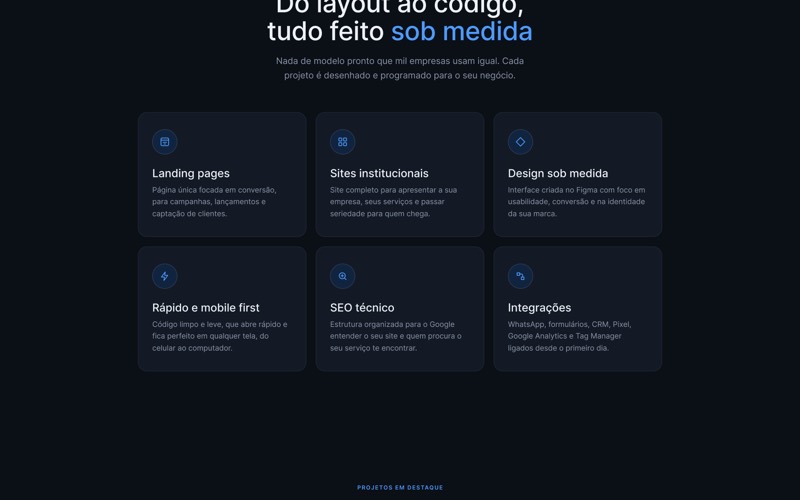 Do layout ao código,
tudo feito sob medida
Nada de modelo pronto que mil empresas usam igual. Cada
projeto é desenhado e programado para o seu negócio.
Landing pages
Página única focada em conversão,
para campanhas, lançamentos e
captação de clientes.
Sites institucionais
Site completo para apresentar a sua
empresa, seus serviços e passar
seriedade para quem chega.
Design sob medida
Interface criada no Figma com foco em
usabilidade, conversão e na identidade
da sua marca.
Rápido e mobile first
Código limpo e leve, que abre rápido e
fica perfeito em qualquer tela, do
celular ao computador.
SEO técnico
Estrutura organizada para o Google
entender o seu site e quem procura o
seu serviço te encontrar.
Integrações
WhatsApp, formulários, CRM, Pixel,
Google Analytics e Tag Manager
ligados desde o primeiro dia.
PROJETOS EM DESTAQUE